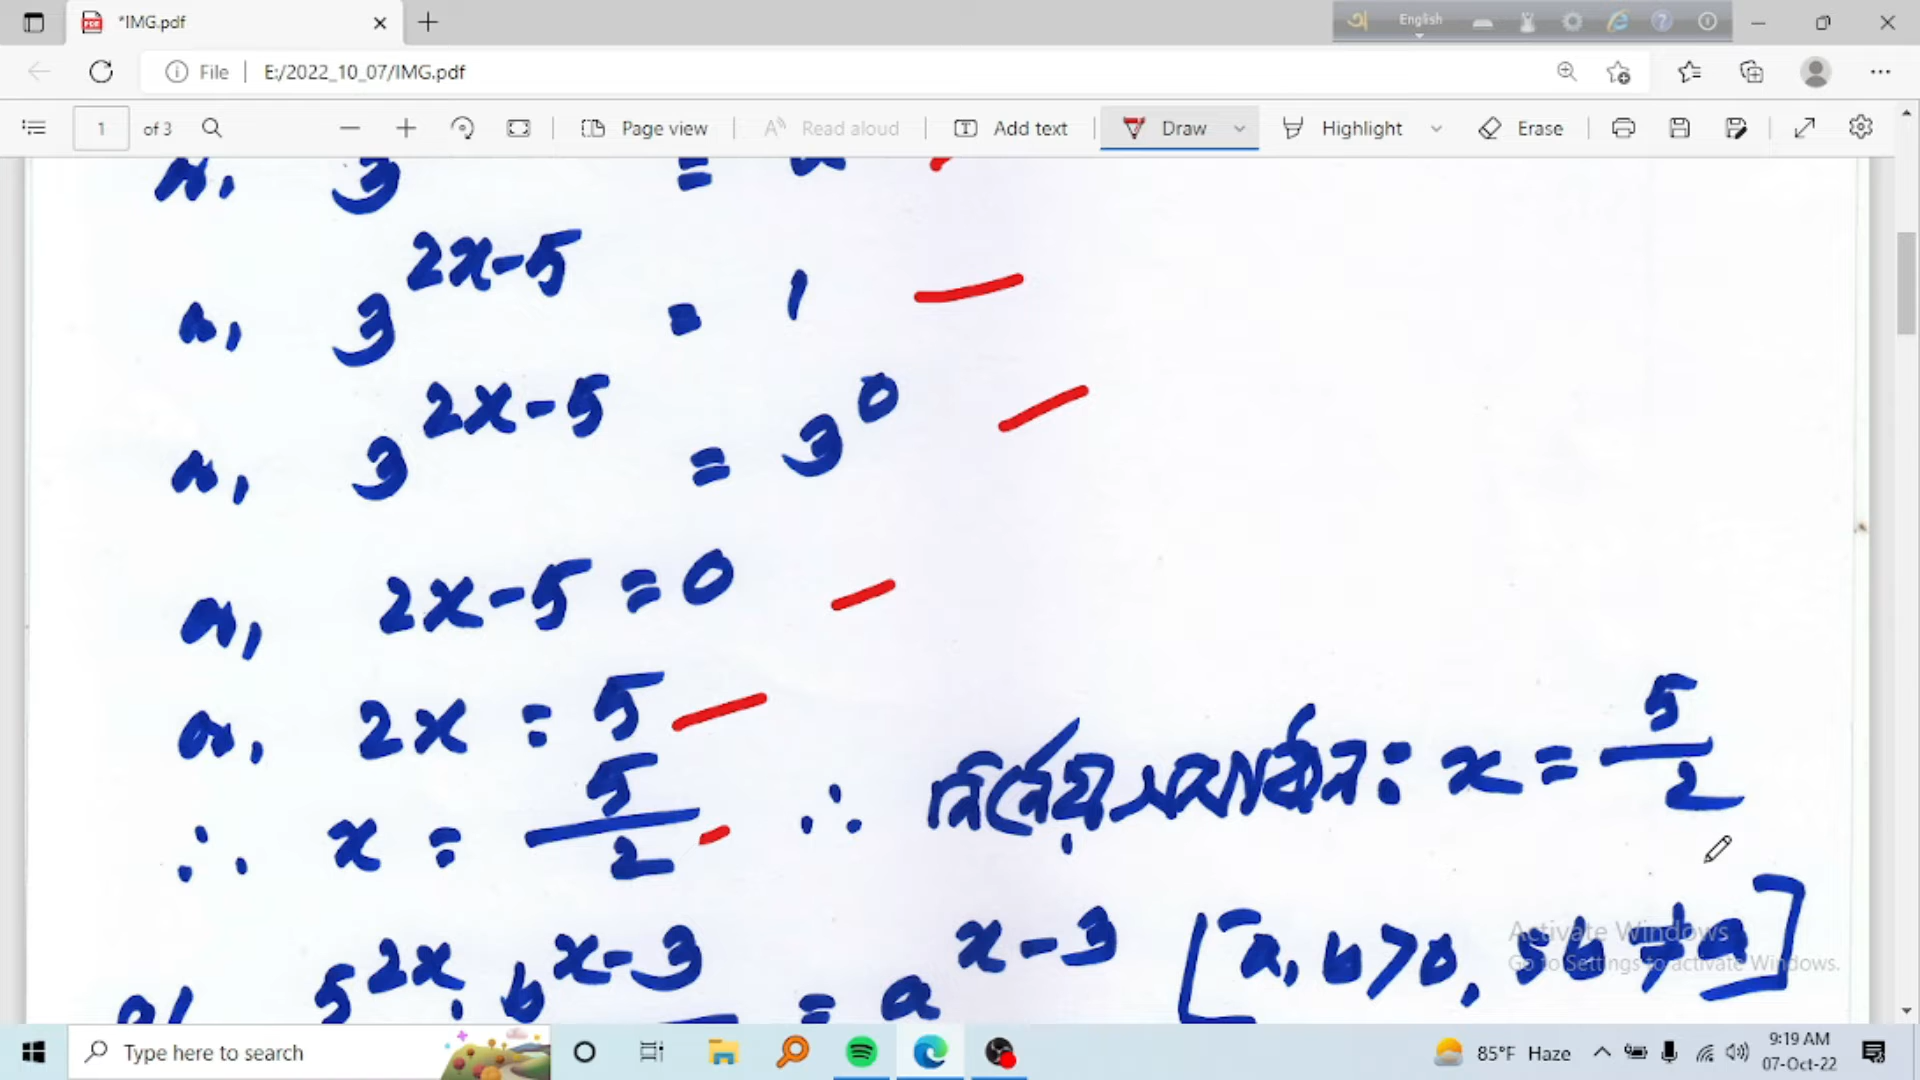 *IMG.pdf
English
File E:/2022_10_07/IMG.pdf
1 of 3 Page view Read aloud Add text Draw Highlight Erase
বা, 3 =
বা, 3^{2x-5} = 1
বা, 3^{2x-5} = 3^0
বা, 2x-5 = 0
বা, 2x = 5
∴ x = 5/2 ∴ নির্ণেয় সমাধান: x = 5/2
5^{2x} b^{x-3} = a^{x-3} [a, b > 0,
Activate Windows
Go to Settings to activate Windows.
Type here to search 85°F Haze 9:19 AM
07-Oct-22